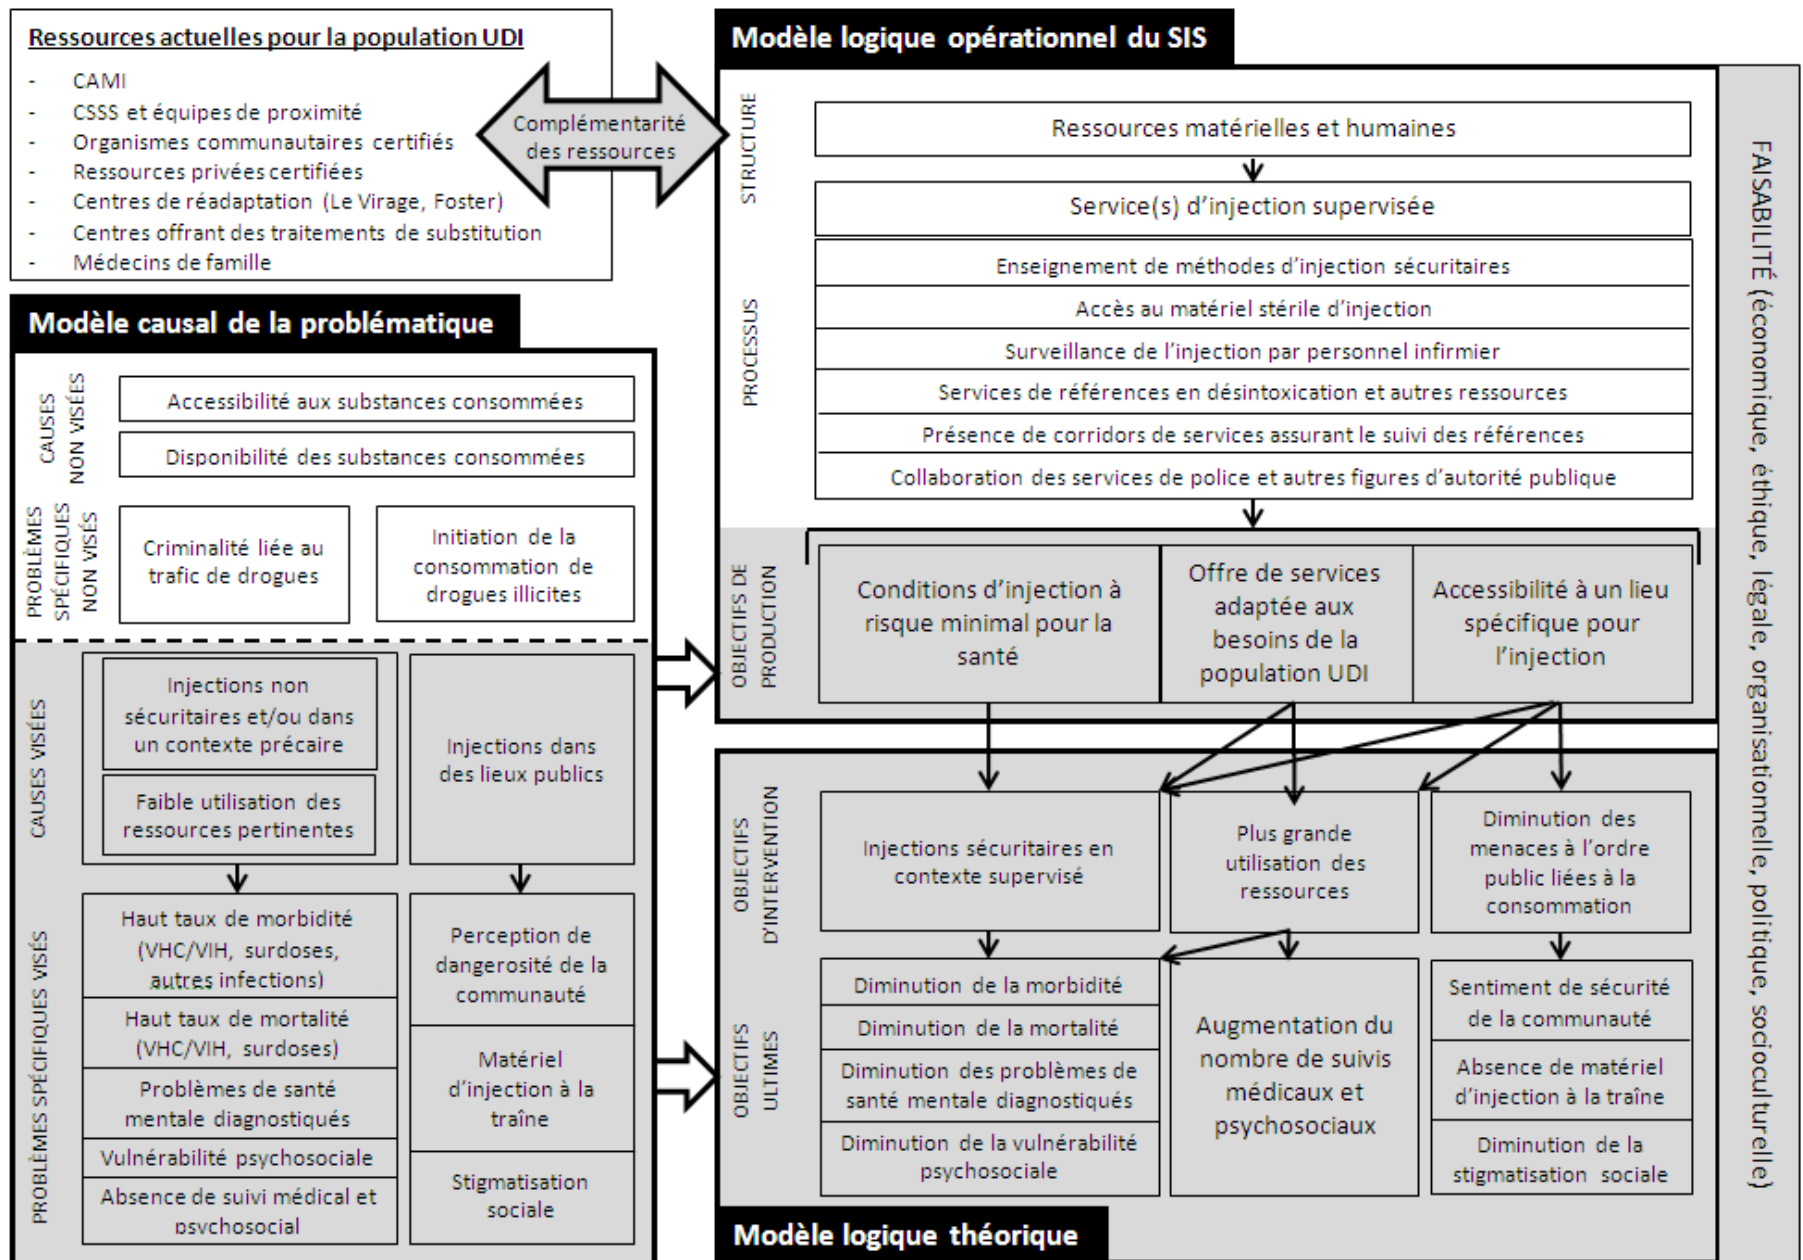 Ressources actuelles pour la population UDI
- CAMI
- CSSS et équipes de proximité
- Organismes communautaires certifiés
- Ressources privées certifiées
- Centres de réadaptation (Le Virage, Foster)
- Centres offrant des traitements de substitution
- Médecins de famille
Complémentarité
des ressources
Modèle logique opérationnel du SIS
STRUCTURE
Ressources matérielles et humaines
Service(s) d'injection supervisée
PROCESSUS
Enseignement de méthodes d'injection sécuritaires
Accès au matériel stérile d'injection
Surveillance de l'injection par personnel infirmier
Services de références en désintoxication et autres ressources
Présence de corridors de services assurant le suivi des références
Collaboration des services de police et autres figures d'autorité publique
OBJECTIFS DE
PRODUCTION
Conditions d'injection à
risque minimal pour la
santé
Offre de services
adaptée aux
besoins de la
population UDI
Accessibilité à un lieu
spécifique pour
l'injection
FAISABILITÉ (économique, éthique, légale, organisationnelle, politique, socioculturelle)
Modèle causal de la problématique
CAUSES
NON VISÉES
Accessibilité aux substances consommées
Disponibilité des substances consommées
PROBLÈMES
SPÉCIFIQUES
NON VISÉS
Criminalité liée au
trafic de drogues
Initiation de la
consommation de
drogues illicites
CAUSES VISÉES
Injections non
sécuritaires et/ou dans
un contexte précaire
Faible utilisation des
ressources pertinentes
Injections dans
des lieux publics
PROBLÈMES SPÉCIFIQUES VISÉS
Haut taux de morbidité
(VHC/VIH, surdoses,
autres infections)
Haut taux de mortalité
(VHC/VIH, surdoses)
Problèmes de santé
mentale diagnostiqués
Vulnérabilité psychosociale
Absence de suivi médical et
psychosocial
Perception de
dangerosité de la
communauté
Matériel
d'injection à la
traîne
Stigmatisation
sociale
OBJECTIFS
D'INTERVENTION
Injections sécuritaires en
contexte supervisé
Plus grande
utilisation des
ressources
Diminution des
menaces à l'ordre
public liées à la
consommation
OBJECTIFS
ULTIMES
Diminution de la morbidité
Diminution de la mortalité
Diminution des problèmes de
santé mentale diagnostiqués
Diminution de la vulnérabilité
psychosociale
Augmentation du
nombre de suivis
médicaux et
psychosociaux
Sentiment de sécurité
de la communauté
Absence de matériel
d'injection à la traîne
Diminution de la
stigmatisation sociale
Modèle logique théorique